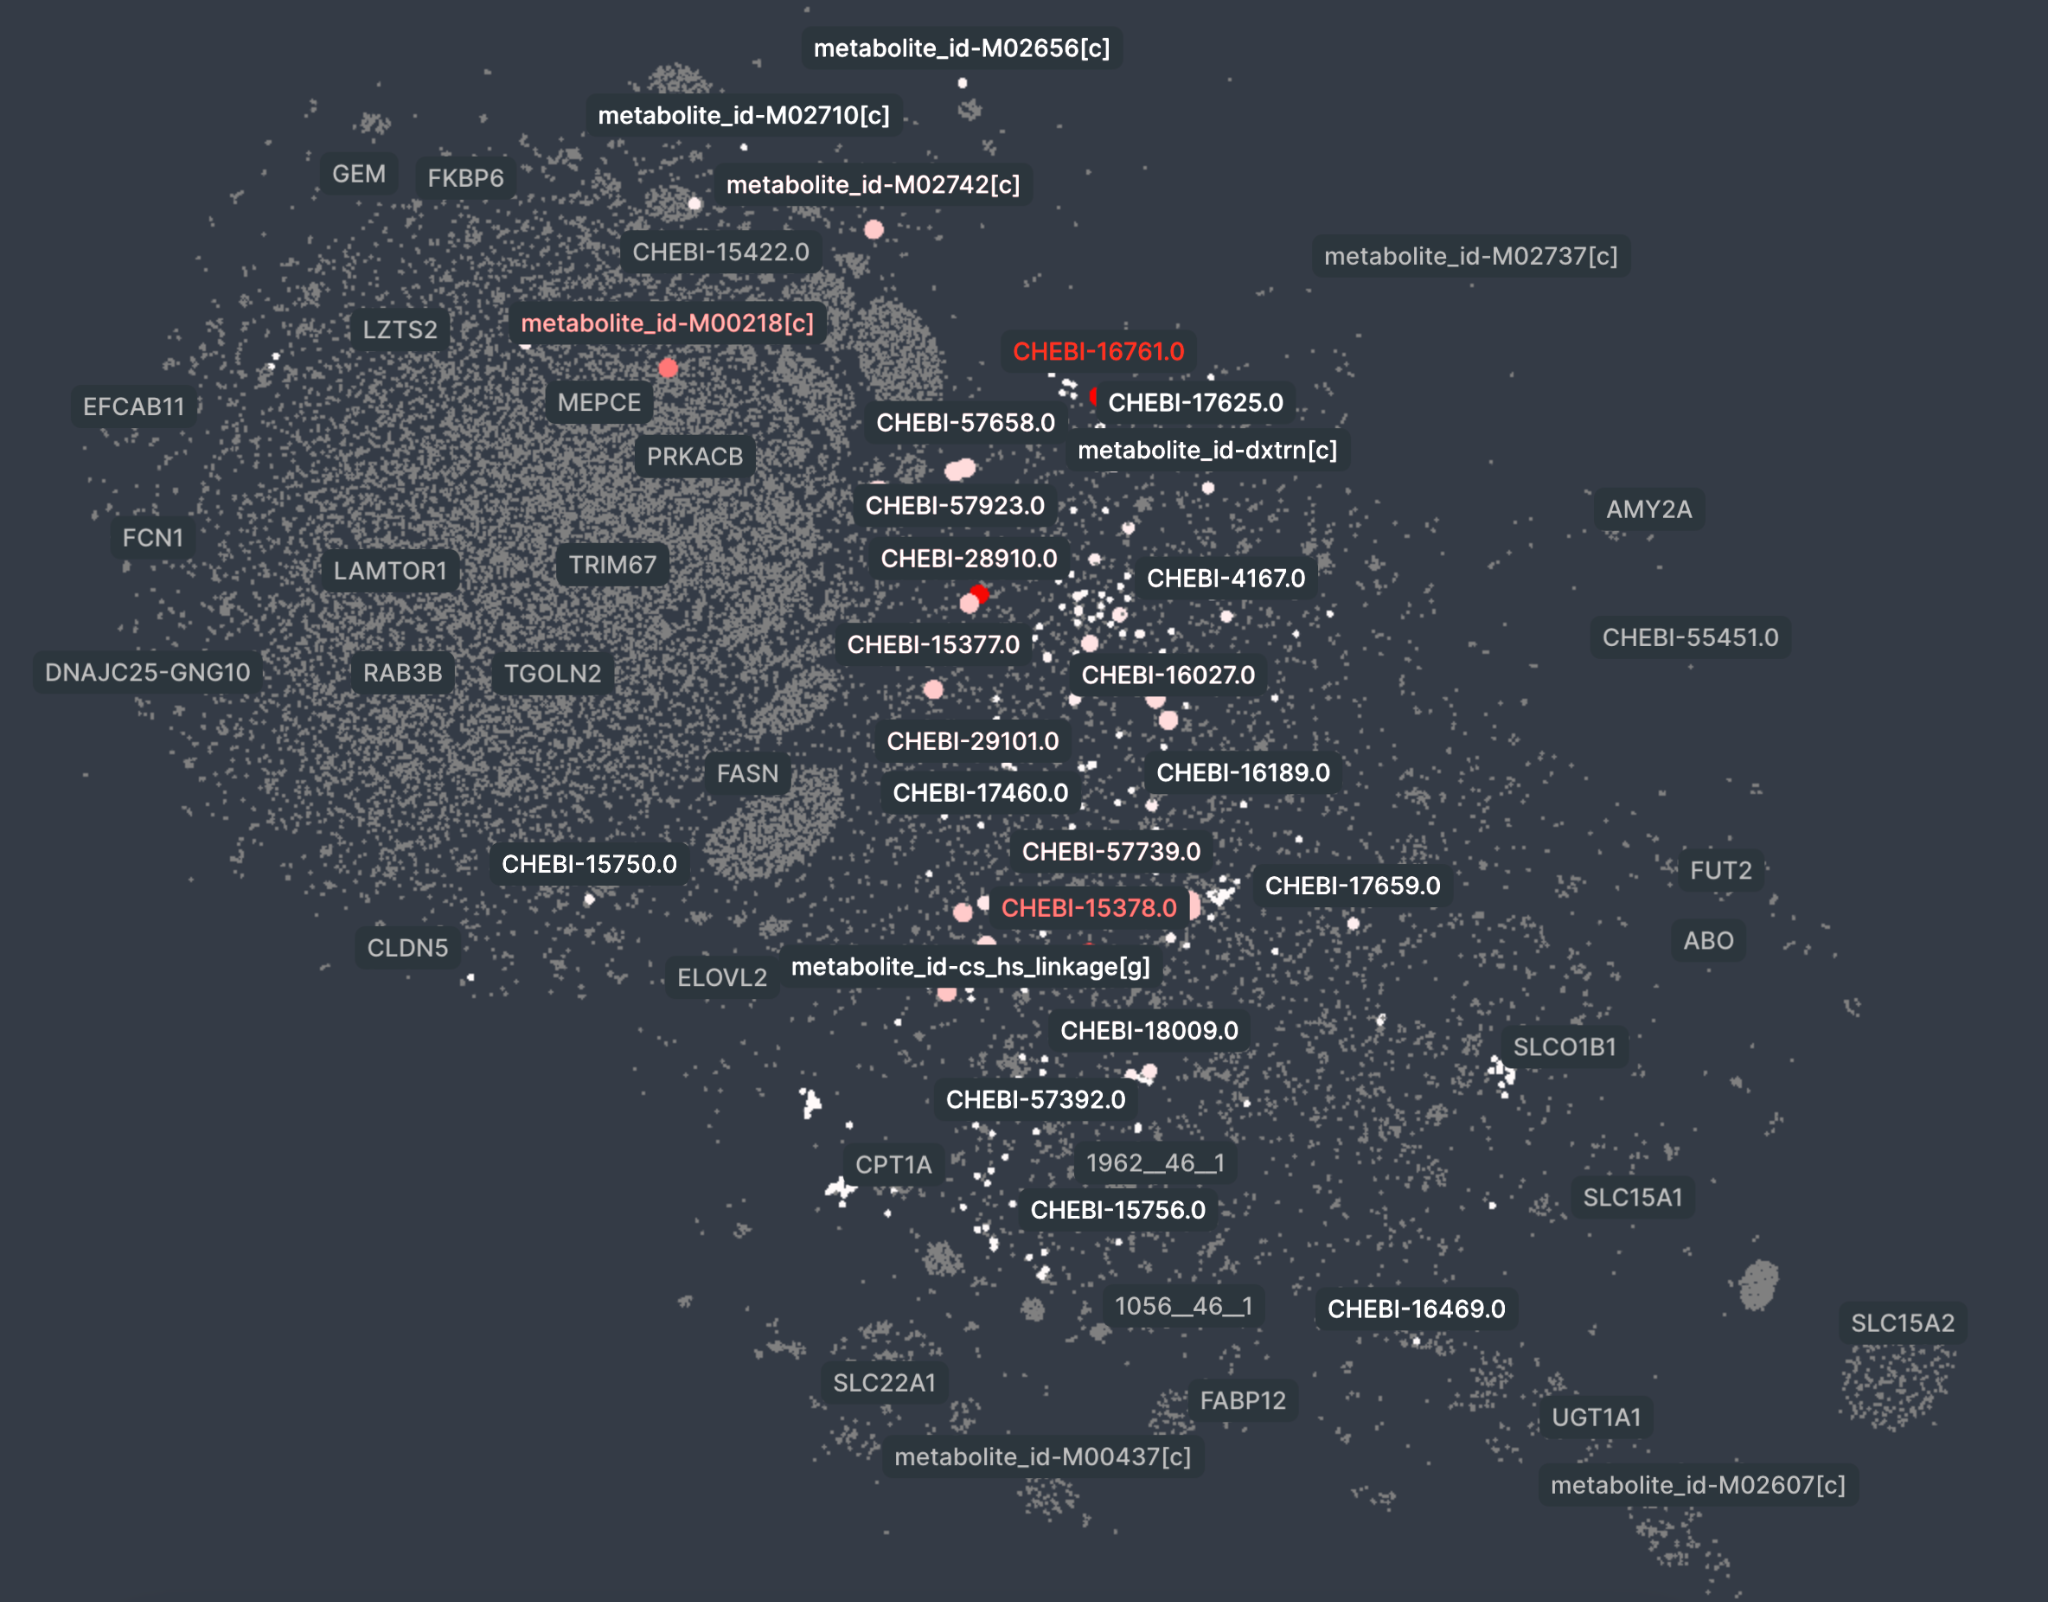 metabolite_id-M02656[c]
metabolite_id-M02710[c]
GEM
FKBP6
metabolite_id-M02742[c]
CHEBI-15422.0
metabolite_id-M02737[c]
LZTS2
metabolite_id-M00218[c]
CHEBI-16761.0
EFCAB11
MEPCE
CHEBI-17625.0
CHEBI-57658.0
PRKACB
metabolite_id-dxtrn[c]
CHEBI-57923.0
AMY2A
FCN1
LAMTOR1
TRIM67
CHEBI-28910.0
CHEBI-4167.0
CHEBI-15377.0
CHEBI-55451.0
DNAJC25-GNG10
RAB3B
TGOLN2
CHEBI-16027.0
CHEBI-29101.0
FASN
CHEBI-16189.0
CHEBI-17460.0
CHEBI-15750.0
CHEBI-57739.0
FUT2
CHEBI-17659.0
CHEBI-15378.0
CLDN5
ABO
ELOVL2
metabolite_id-cs_hs_linkage[g]
CHEBI-18009.0
SLCO1B1
CHEBI-57392.0
CPT1A
1962__46__1
SLC15A1
CHEBI-15756.0
1056__46__1
CHEBI-16469.0
SLC15A2
SLC22A1
FABP12
UGT1A1
metabolite_id-M00437[c]
metabolite_id-M02607[c]